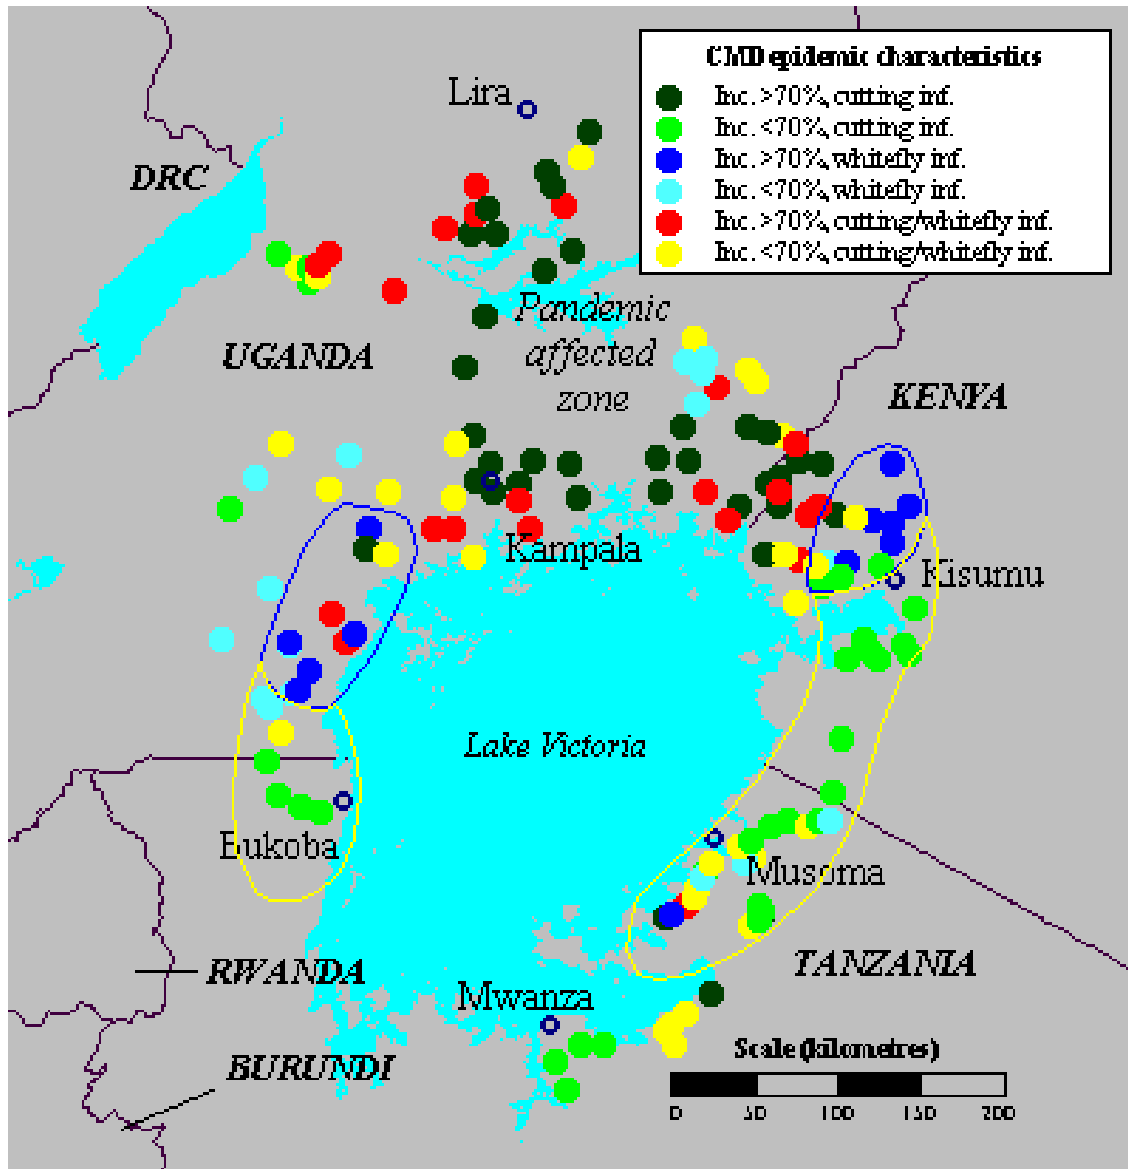 CMD epidemic characteristics
Inc. >70%, cutting inf.
Inc. <70%, cutting inf.
Inc. >70%, whitefly inf.
Inc. <70%, whitefly inf.
Inc. >70%, cutting/whitefly inf.
Inc. <70%, cutting/whitefly inf.
Lira
DRC
Pandemic
affected
zone
UGANDA
KENYA
Kampala
Kisumu
Lake Victoria
Bukoba
Musoma
RWANDA
TANZANIA
Mwanza
BURUNDI
Scale (kilometres)
0 50 100 150 200